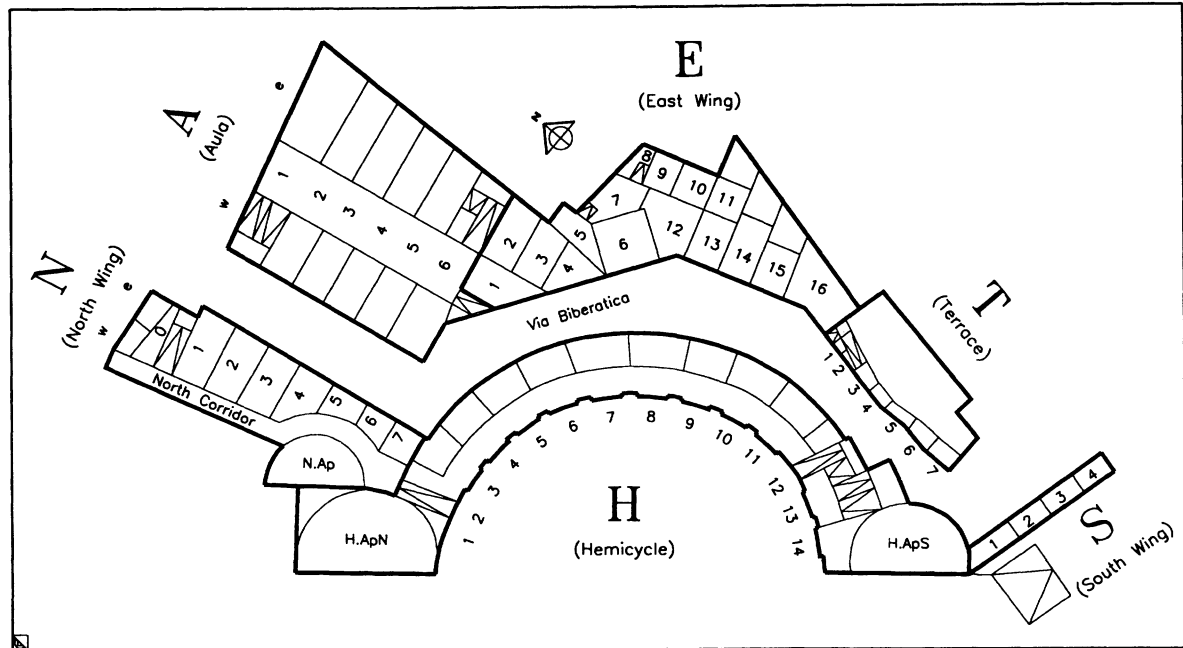 E
(East Wing)
N
A
(Aula)
e
w
1
2
3
4
5
6
1
2
3
4
5
6
7
8
9
10
11
12
13
14
15
16
Via Biberatica
N
(North Wing)
e
w
0
1
2
3
4
5
6
7
North Corridor
N.Ap
H.ApN
T
(Terrace)
1
2
3
4
5
6
7
H
(Hemicycle)
1
2
3
4
5
6
7
8
9
10
11
12
13
14
H.ApS
S
(South Wing)
1
2
3
4